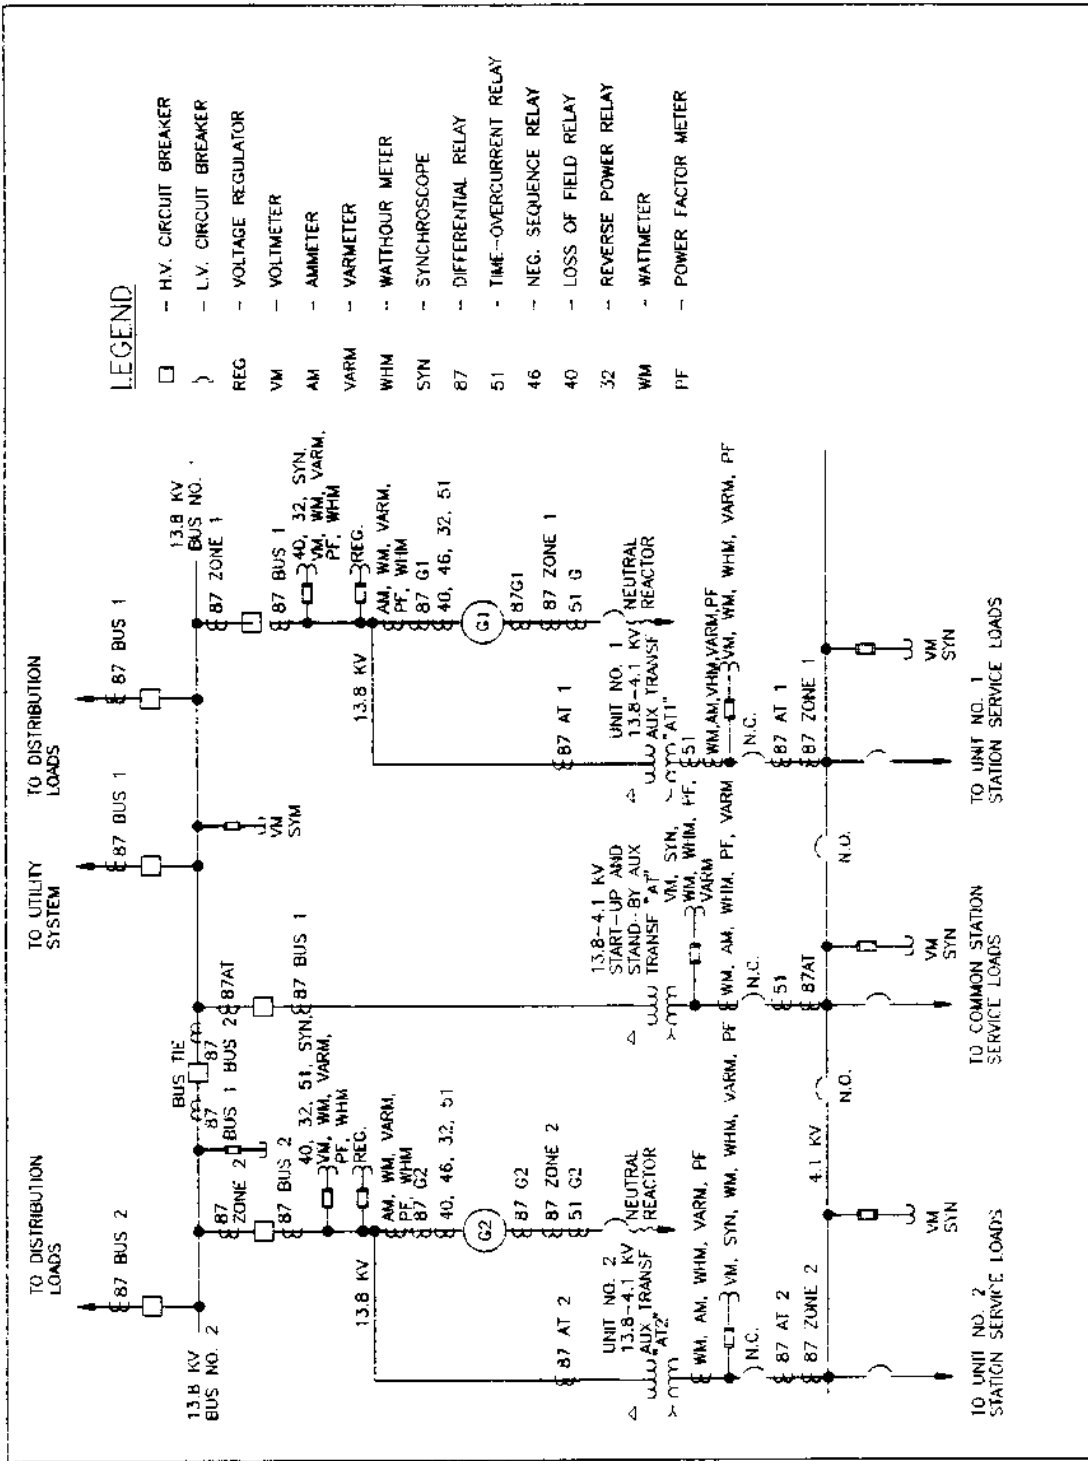 TO DISTRIBUTION
LOADS
87 BUS 2
13.8 KV
BUS NO. 2
TO UTILITY
SYSTEM
87 BUS 1
TO DISTRIBUTION
LOADS
87 BUS 1
13.8 KV
BUS NO. 1
BUS TIE
87
BUS 1
87
BUS 2
VM
SYM
87
ZONE 2
87 BUS 2
40, 32, 51, SYN,
VM, WM, VARM,
PF, WHM
REG.
13.8 KV
AM, WM, VARM,
PF, WHM
87 G2
40, 46, 32, 51
G2
87 G2
87 ZONE 2
51 G2
NEUTRAL
REACTOR
87 AT 2
UNIT NO. 2
13.8-4.1 KV
AUX TRANSF
"AT2"
WM, AM, WHM, VARM, PF
VM, SYN, WM, WHM, VARM, PF
N.C.
87 AT 2
87 ZONE 2
TO UNIT NO. 2
STATION SERVICE LOADS
VM
SYN
4.1 KV
N.O.
87AT
87 BUS 1
13.8-4.1 KV
START-UP AND
STAND-BY AUX
TRANSF "AT"
VM, SYN,
WM, WHM, PF,
VARM
WM, AM, WHM, PF, VARM
N.C.
51
87AT
TO COMMON STATION
SERVICE LOADS
VM
SYN
N.O.
87 ZONE 1
87 BUS 1
40, 32, SYN,
VM, WM, VARM,
PF, WHM
REG.
13.8 KV
AM, WM, VARM,
PF, WHM
87 G1
40, 46, 32, 51
G1
87G1
87 ZONE 1
51 G
NEUTRAL
REACTOR
87 AT 1
UNIT NO. 1
13.8-4.1 KV
AUX TRANSF
"AT1"
51
WM,AM,VHM,VARM,PF
VM, WM, WHM, VARM, PF
N.C.
87 AT 1
87 ZONE 1
TO UNIT NO. 1
STATION SERVICE LOADS
VM
SYN
LEGEND
- H.V. CIRCUIT BREAKER
- L.V. CIRCUIT BREAKER
REG - VOLTAGE REGULATOR
VM - VOLTMETER
AM - AMMETER
VARM - VARMETER
WHM - WATTHOUR METER
SYN - SYNCHROSCOPE
87 - DIFFERENTIAL RELAY
51 - TIME-OVERCURRENT RELAY
46 - NEG. SEQUENCE RELAY
40 - LOSS OF FIELD RELAY
32 - REVERSE POWER RELAY
WM - WATTMETER
PF - POWER FACTOR METER